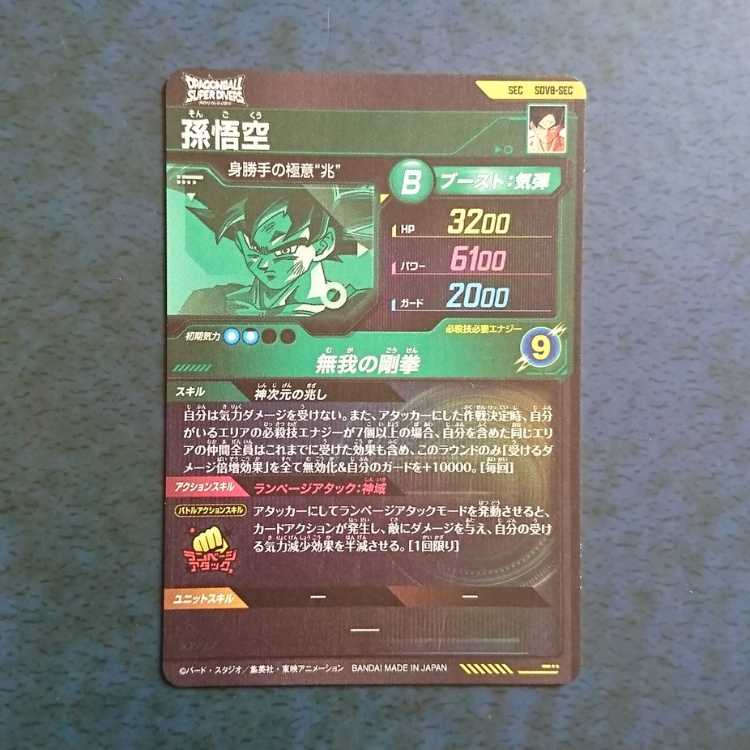 DRAGONBALL
SUPER DIVERS
SEC SDV8-SEC
そん ご くう
孫悟空
身勝手の極意"兆"
B ブースト:気弾
HP 3200
パワー 6100
ガード 2000
初期気力
必殺技必要エナジー
9
む が ごう けん
無我の剛拳
スキル 神次元の兆し
自分は気力ダメージを受けない。また、アタッカーにした作戦決定時、自分
がいるエリアの必殺技エナジーが7個以上の場合、自分を含めた同じエリ
アの仲間全員はこれまでに受けた効果も含め、このラウンドのみ「受けるダ
メージ倍増効果」を全て無効化&自分のガードを+10000。[毎回]
アクションスキル ランページアタック:神域
バトルアクションスキル
アタッカーにしてランページアタックモードを発動させると、
カードアクションが発生し、敵にダメージを与え、自分の受け
る気力減少効果を半減させる。[1回限り]
ランページ
アタック
ユニットスキル ー ー
ー
©バード・スタジオ/集英社・東映アニメーション BANDAI MADE IN JAPAN